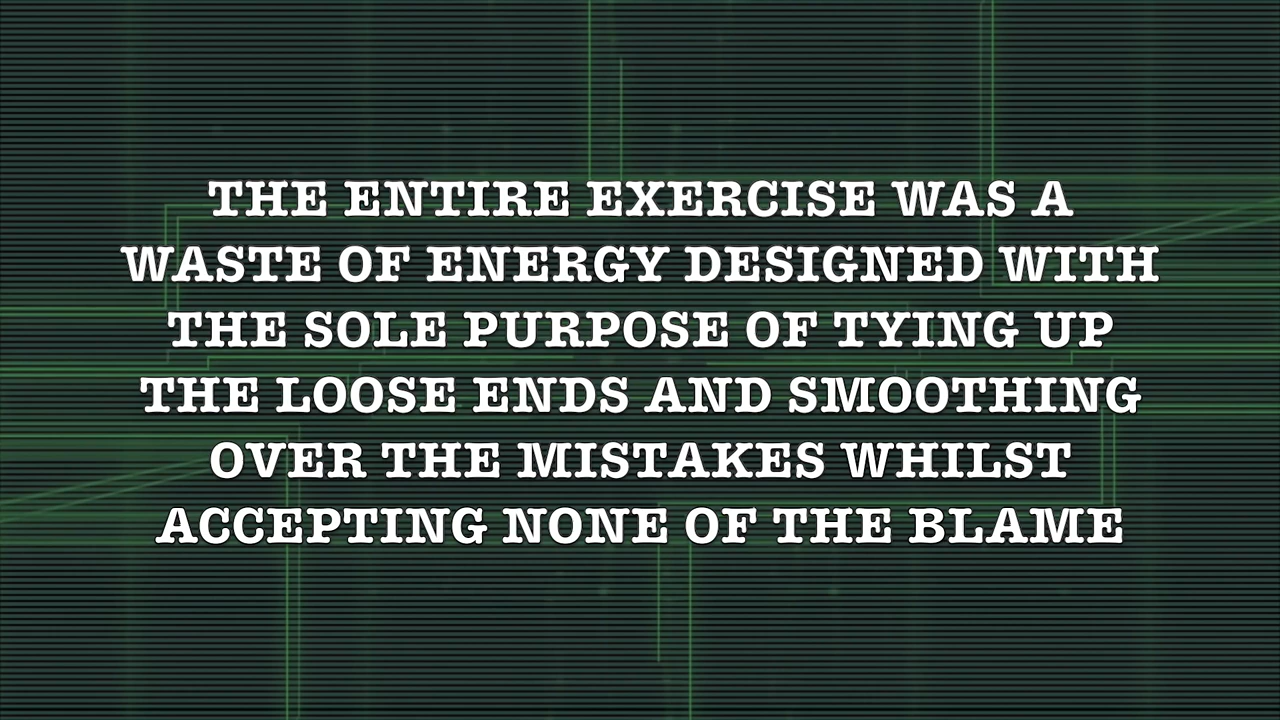 THE ENTIRE EXERCISE WAS A
WASTE OF ENERGY DESIGNED WITH
THE SOLE PURPOSE OF TYING UP
THE LOOSE ENDS AND SMOOTHING
OVER THE MISTAKES WHILST
ACCEPTING NONE OF THE BLAME